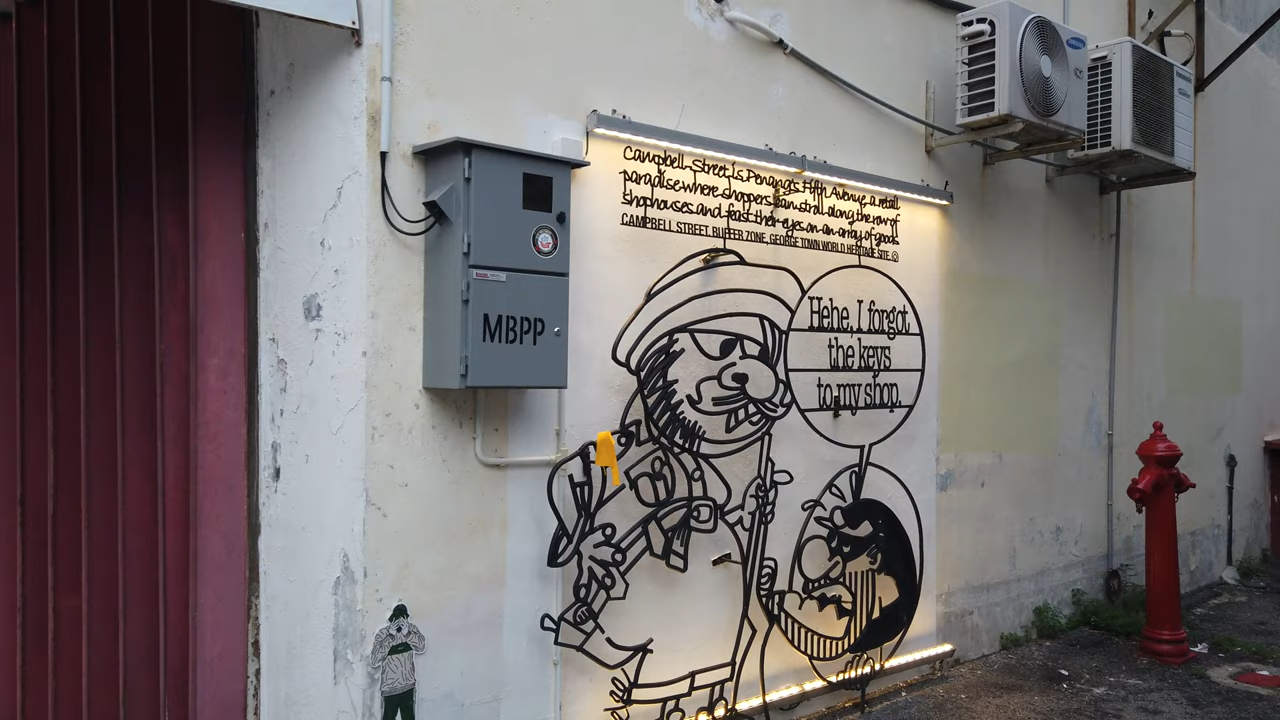 Campbell Street is Penang's Fifth Avenue, a retail
paradise where shoppers can stroll along the row of
shophouses and feast their eyes on an array of goods
CAMPBELL STREET, BUFFER ZONE, GEORGE TOWN WORLD HERITAGE SITE.
Hehe, I forgot
the keys
to my shop.
MBPP
SAMSUNG